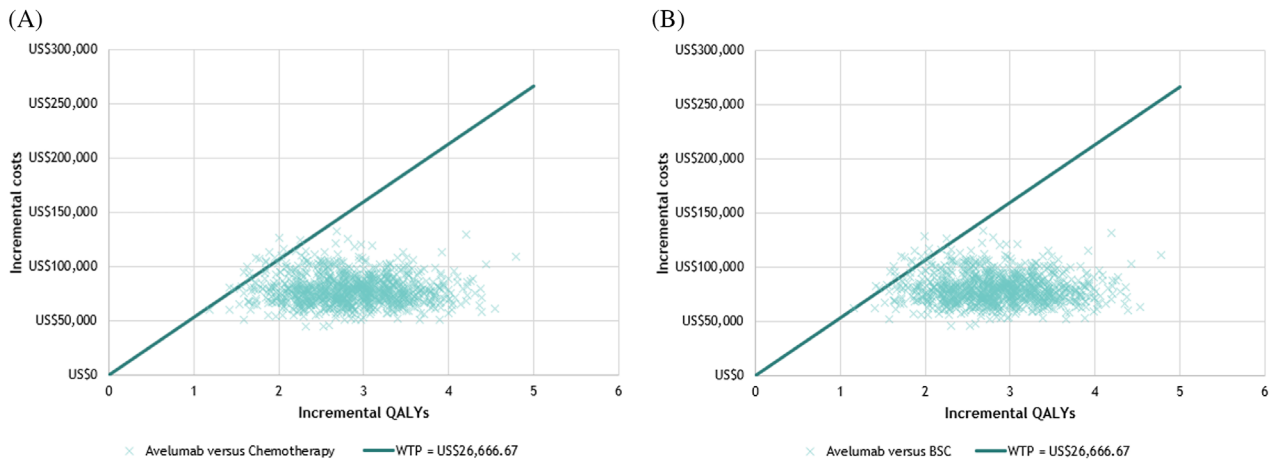 (A)
US$300,000
US$250,000
US$200,000
US$150,000
US$100,000
US$50,000
US$0
Incremental costs
0 1 2 3 4 5 6
Incremental QALYs
Avelumab versus Chemotherapy
WTP = US$26,666.67
(B)
US$300,000
US$250,000
US$200,000
US$150,000
US$100,000
US$50,000
US$0
Incremental costs
0 1 2 3 4 5 6
Incremental QALYs
Avelumab versus BSC
WTP = US$26,666.67